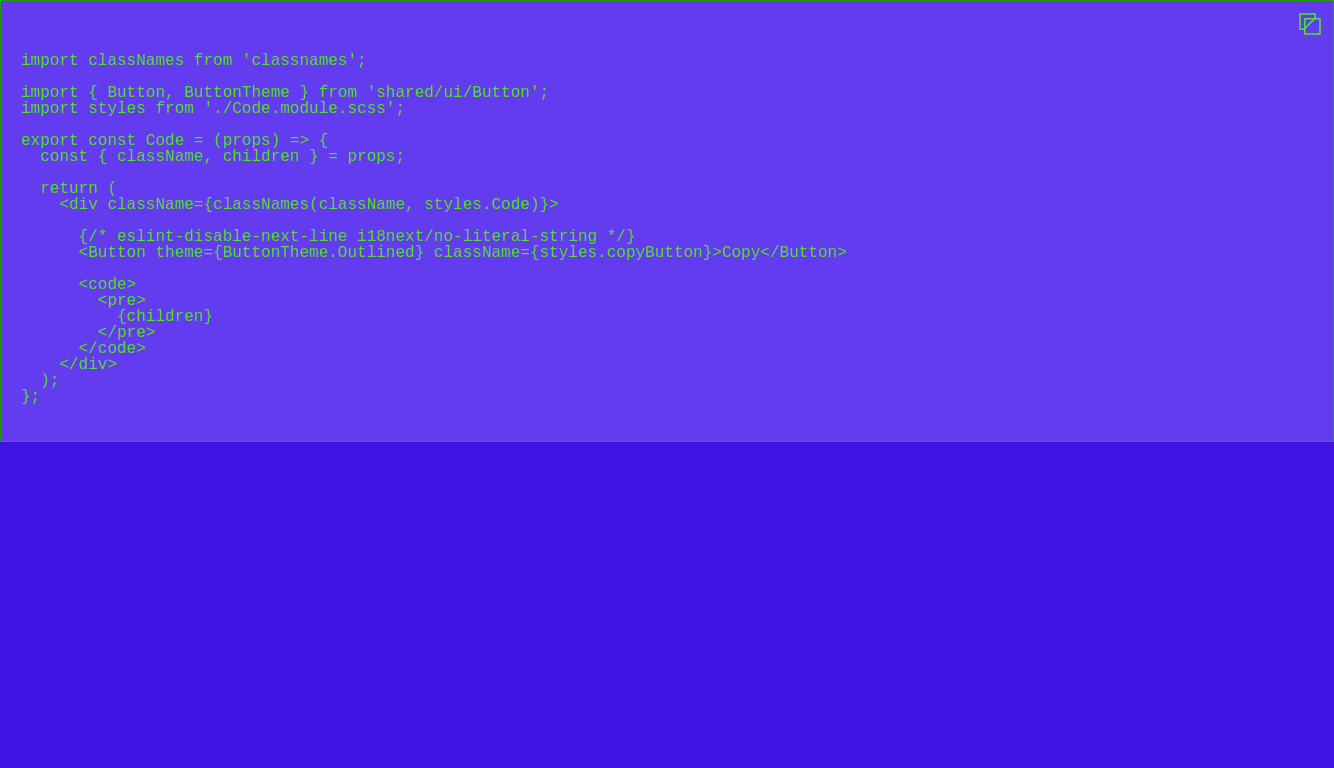 import classNames from 'classnames';
import { Button, ButtonTheme } from 'shared/ui/Button';
import styles from './Code.module.scss';
export const Code = (props) => {
  const { className, children } = props;
  return (
    <div className={classNames(className, styles.Code)}>
      {/* eslint-disable-next-line i18next/no-literal-string */}
      <Button theme={ButtonTheme.Outlined} className={styles.copyButton}>Copy</Button>
      <code>
        <pre>
          {children}
        </pre>
      </code>
    </div>
  );
};